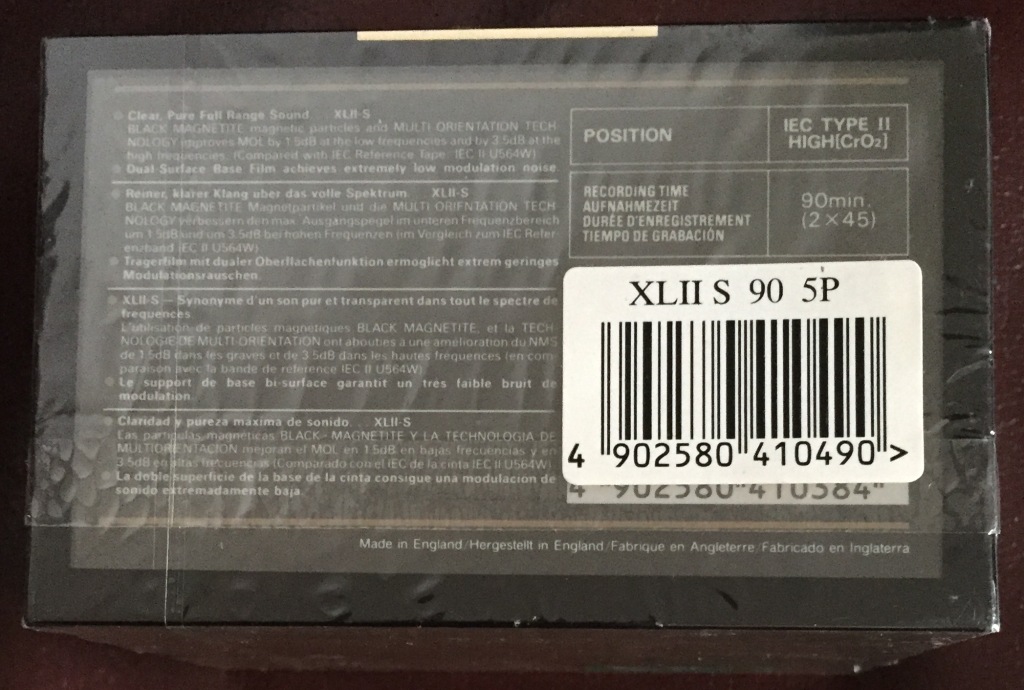 Clear, Pure Full Range Sound . . . XLII-S
BLACK MAGNETITE magnetic particles and MULTI ORIENTATION TECH-
NOLOGY improves MOL by 1.5dB at the low frequencies and by 3.5dB at the
high frequencies. (Compared with IEC Reference Tape: IEC II U564W)
Dual Surface Base Film achieves extremely low modulation noise.
Reiner, klarer Klang uber das volle Spektrum. XLII-S
BLACK MAGNETITE Magnetpartikel und die MULTI ORIENTATION TECH-
NOLOGY verbessern den max. Ausgangspegel im unteren Frequenzbereich
um 1.5dB und um 3.5dB bei hohen Frequenzen (im Vergleich zum IEC Refer-
enzband IEC II U564W)
Tragerfilm mit dualer Oberflachenfunktion ermoglicht extrem geringes
Modulationsrauschen.
XLII-S — Synonyme d'un son pur et transparent dans tout le spectre de
frequences.
L'utilisation de particles magnetiques BLACK MAGNETITE, et la TECH-
NOLOGIE DE MULTI ORIENTATION ont abouties a une amelioration du NMS
de 1.5dB dans les graves et de 3.5dB dans les hautes fréquences (en com-
paraison avec la bande de réference IEC II U564W)
Le support de base bi-surface garantit un très faible bruit de
modulation.
Claridad y pureza maxima de sonido. . . XLII-S
Las particulas magneticas BLACK MAGNETITE Y LA TECHNOLOGIA DE
MULTIORIENTACION mejoran el MOL en 1.5dB en bajas frecuencias y en
3.5dB en altas frecuencias (Comparado con el IEC de la cinta IEC II U564W)
La doble superficie de la base de la cinta consigue una modulacion de
sonido extremadamente baja.
POSITION
IEC TYPE II
HIGH[CrO2]
RECORDING TIME
AUFNAHMEZEIT
DURÉE D'ENREGISTREMENT
TIEMPO DE GRABACIÓN
90min.
(2×45)
XLII S 90 5P
4 902580 410490 >
4 902580 410384
Made in England/Hergestellt in England/Fabrique en Angleterre/Fabricado en Inglaterra